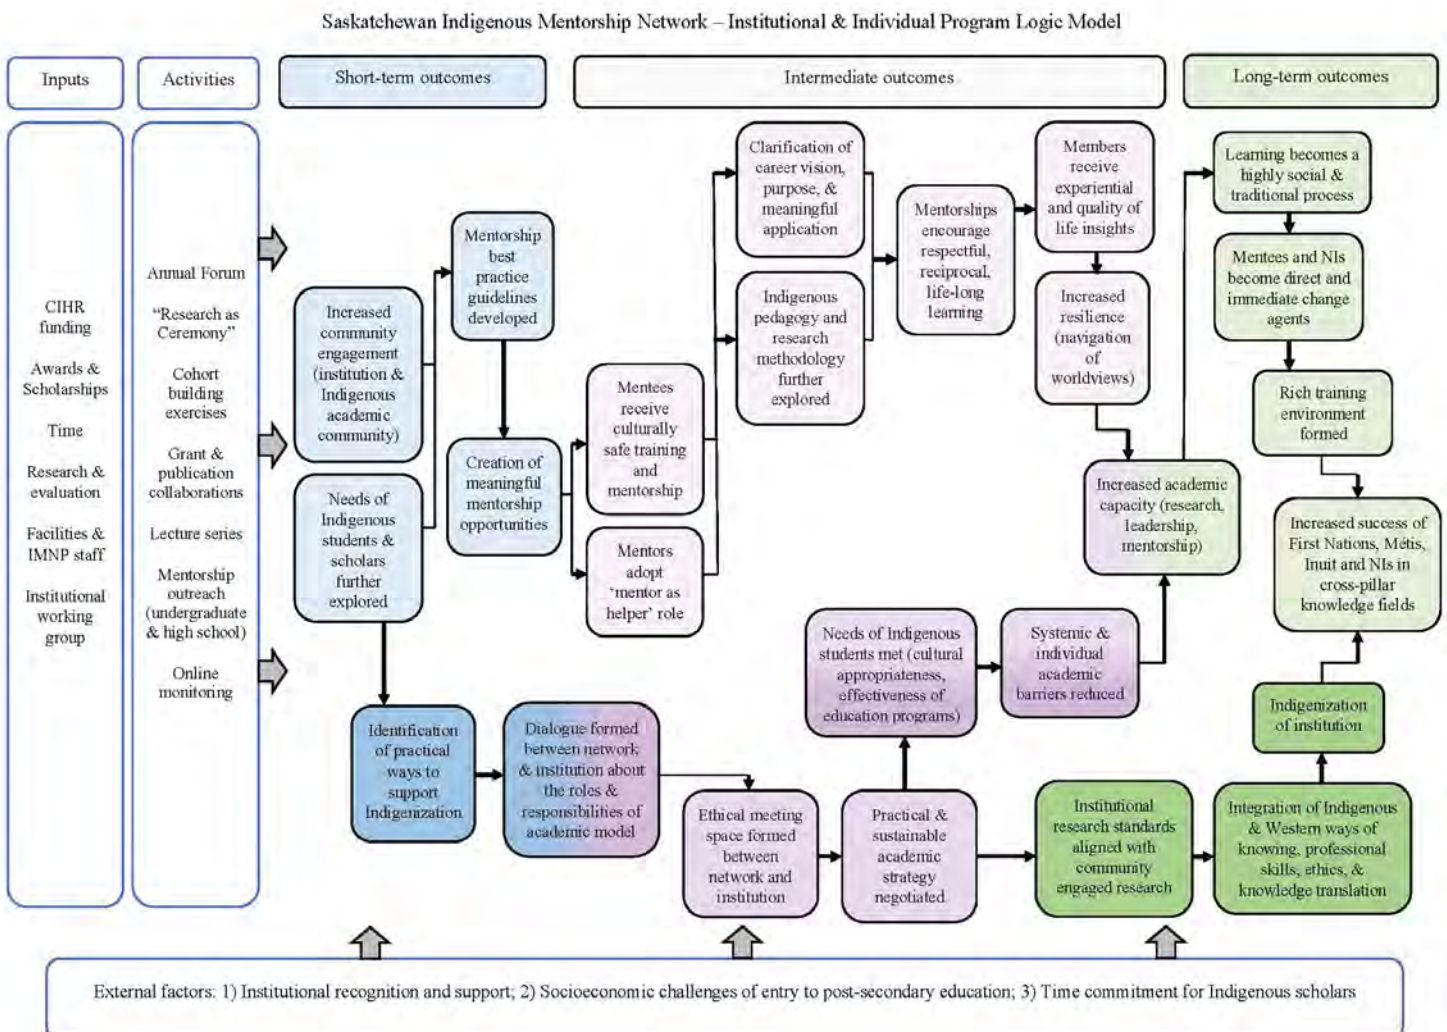 Saskatchewan Indigenous Mentorship Network – Institutional & Individual Program Logic Model
Inputs
Activities
Short-term outcomes
Intermediate outcomes
Long-term outcomes
CIHR
funding
Awards &
Scholarships
Time
Research &
evaluation
Facilities &
IMNP staff
Institutional
working
group
Annual Forum
“Research as
Ceremony”
Cohort
building
exercises
Grant &
publication
collaborations
Lecture series
Mentorship
outreach
(undergraduate
& high school)
Online
monitoring
Increased
community
engagement
(institution &
Indigenous
academic
community)
Needs of
Indigenous
students &
scholars
further
explored
Mentorship
best
practice
guidelines
developed
Creation of
meaningful
mentorship
opportunities
Identification
of practical
ways to
support
Indigenization
Dialogue formed
between network
& institution about
the roles &
responsibilities of
academic model
Mentees
receive
culturally
safe training
and
mentorship
Mentors
adopt
‘mentor as
helper’ role
Clarification of
career vision,
purpose, &
meaningful
application
Indigenous
pedagogy and
research
methodology
further
explored
Mentorships
encourage
respectful,
reciprocal,
life-long
learning
Members
receive
experiential
and quality of
life insights
Increased
resilience
(navigation of
worldviews)
Increased academic
capacity (research,
leadership,
mentorship)
Needs of Indigenous
students met (cultural
appropriateness,
effectiveness of
education programs)
Systemic &
individual
academic
barriers reduced
Ethical meeting
space formed
between
network and
institution
Practical &
sustainable
academic
strategy
negotiated
Institutional
research standards
aligned with
community
engaged research
Learning becomes a
highly social &
traditional process
Mentees and NIs
become direct and
immediate change
agents
Rich training
environment
formed
Increased success of
First Nations, Métis,
Inuit and NIs in
cross-pillar
knowledge fields
Indigenization
of institution
Integration of Indigenous
& Western ways of
knowing, professional
skills, ethics, &
knowledge translation
External factors: 1) Institutional recognition and support; 2) Socioeconomic challenges of entry to post-secondary education; 3) Time commitment for Indigenous scholars